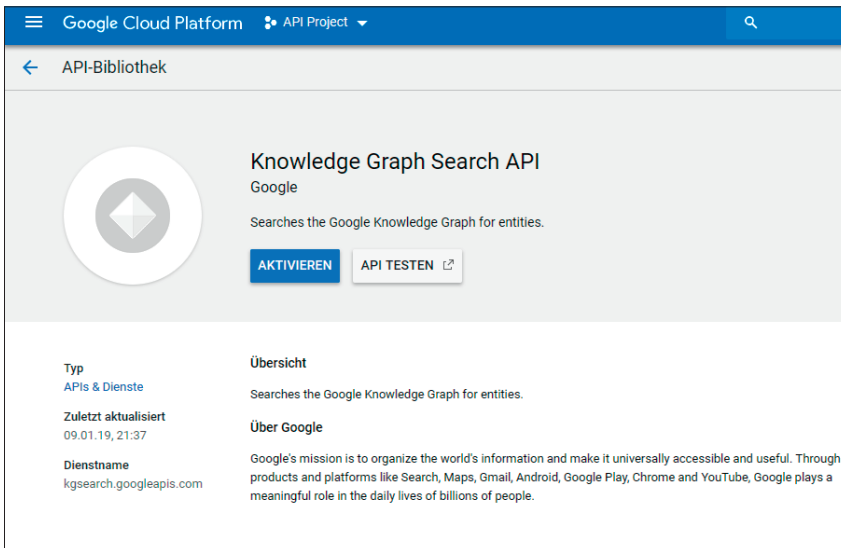 Google Cloud Platform API Project
API-Bibliothek
Knowledge Graph Search API
Google
Searches the Google Knowledge Graph for entities.
AKTIVIEREN API TESTEN
Typ
APIs & Dienste
Zuletzt aktualisiert
09.01.19, 21:37
Dienstname
kgsearch.googleapis.com
Übersicht
Searches the Google Knowledge Graph for entities.
Über Google
Google's mission is to organize the world's information and make it universally accessible and useful. Through
products and platforms like Search, Maps, Gmail, Android, Google Play, Chrome and YouTube, Google plays a
meaningful role in the daily lives of billions of people.